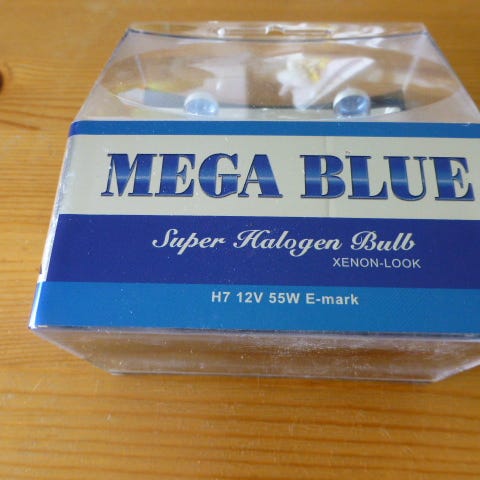 MEGA BLUE
Super Halogen Bulb
XENON-LOOK
H7 12V 55W E-mark